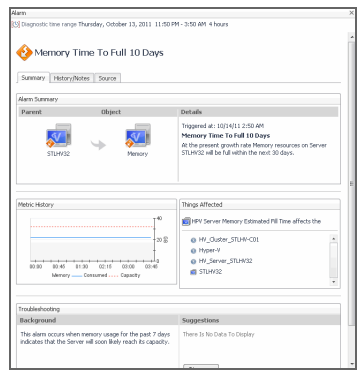 Alarm
Diagnostic time range Thursday, October 13, 2011 11:50 PM - 3:50 AM 4 hours
Memory Time To Full 10 Days
Summary History/Notes Source
Alarm Summary
Parent Object Details
STLHV32
Memory
Triggered at: 10/14/11 2:50 AM
Memory Time To Full 10 Days
At the present growth rate Memory resources on Server
STLHV32 will be full within the next 30 days.
Metric History
40
20
00:00 00:45 01:30 02:15 03:00 03:45
Memory Consumed Capacity
Things Affected
HPV Server Memory Estimated Fill Time affects the
HV_Cluster_STLHV-C01
Hyper-V
HV_Server_STLHV32
STLHV32
Troubleshooting
Background Suggestions
This alarm occurs when memory usage for the past 7 days
indicates that the Server will soon likely reach its capacity.
There Is No Data To Display